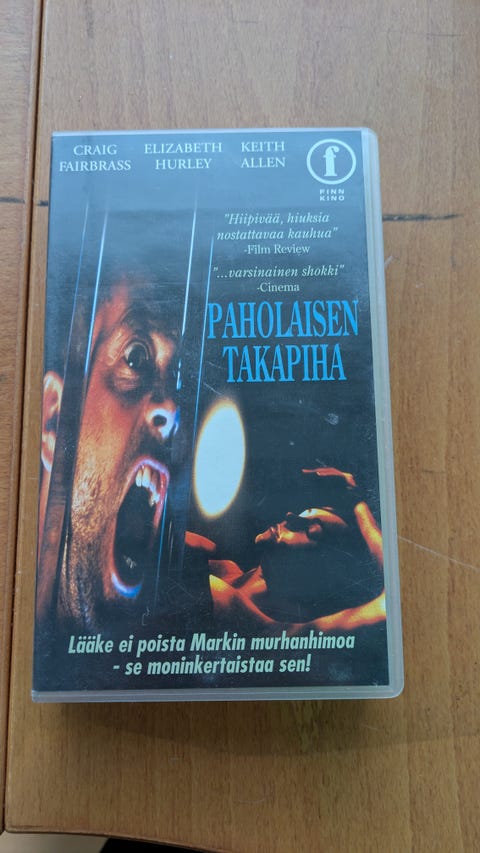 CRAIG FAIRBRASS
ELIZABETH HURLEY
KEITH ALLEN
f
FINN
KINO
"Hiipivää, hiuksia
nostattavaa kauhua"
-Film Review
"...varsinainen shokki"
-Cinema
PAHOLAISEN
TAKAPIHA
Lääke ei poista Markin murhanhimoa
- se moninkertaistaa sen!